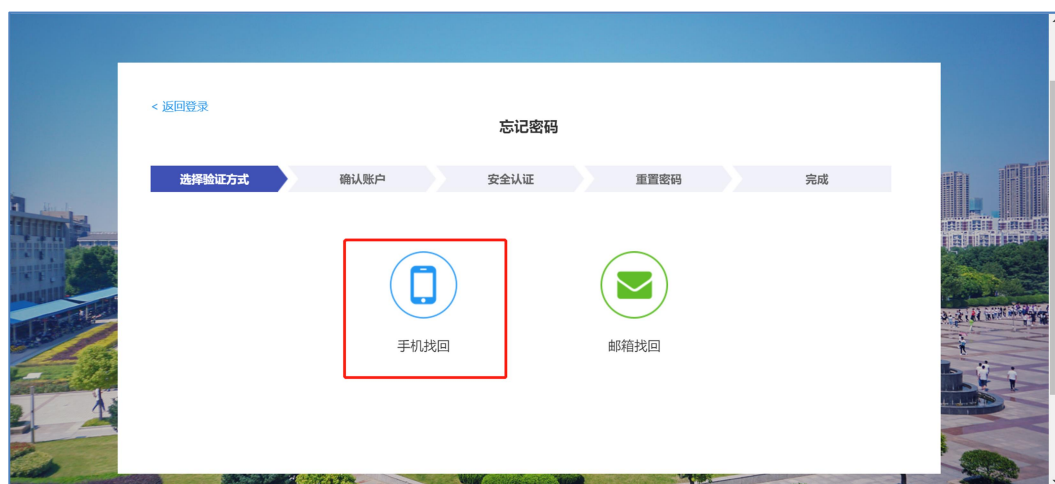 < 返回登录
忘记密码
选择验证方式
确认账户
安全认证
重置密码
完成
手机找回
邮箱找回